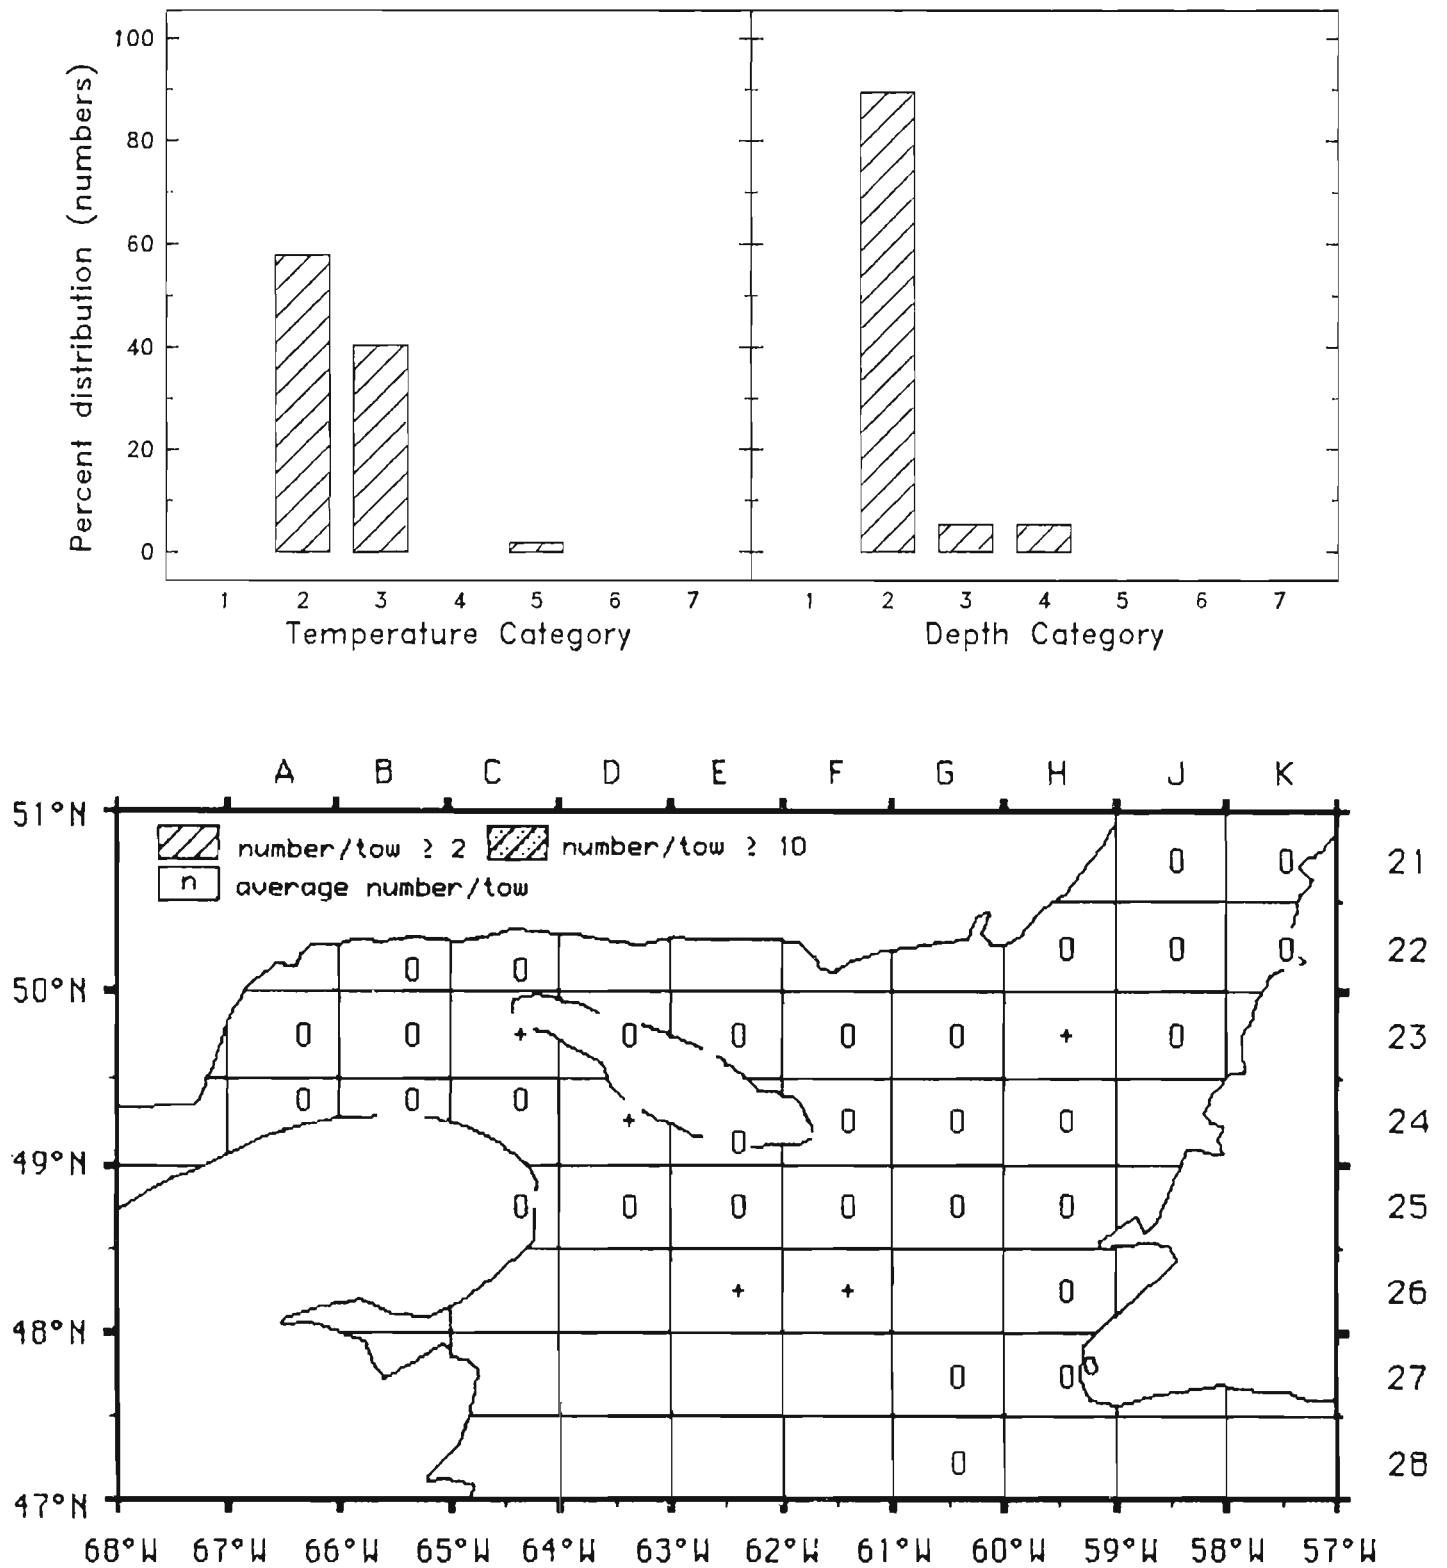 100
80
60
40
20
0
Percent distribution (numbers)
1 2 3 4 5 6 7 1 2 3 4 5 6 7
Temperature Category Depth Category
A B C D E F G H J K
51°N
number/tow ≥ 2 number/tow ≥ 10
n average number/tow
0 0 21
0 0 0 0 0 22
50°N
0 0 + 0 0 0 0 + 0 23
0 0 0 + 0 0 0 0 24
49°N
0 0 0 0 0 0 25
+ + 0 26
48°N
0 0 27
0 28
47°N
68°W 67°W 66°W 65°W 64°W 63°W 62°W 61°W 60°W 59°W 58°W 57°W